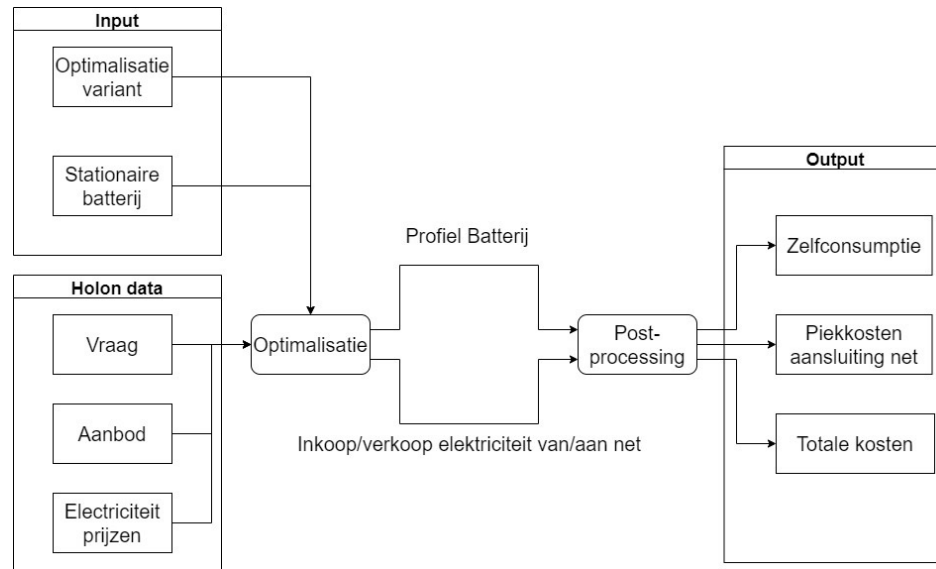 Input
Optimalisatie
variant
Stationaire
batterij
Holon data
Vraag
Aanbod
Electriciteit
prijzen
Optimalisatie
Profiel Batterij
Inkoop/verkoop elektriciteit van/aan net
Post-
processing
Output
Zelfconsumptie
Piekkosten
aansluiting net
Totale kosten